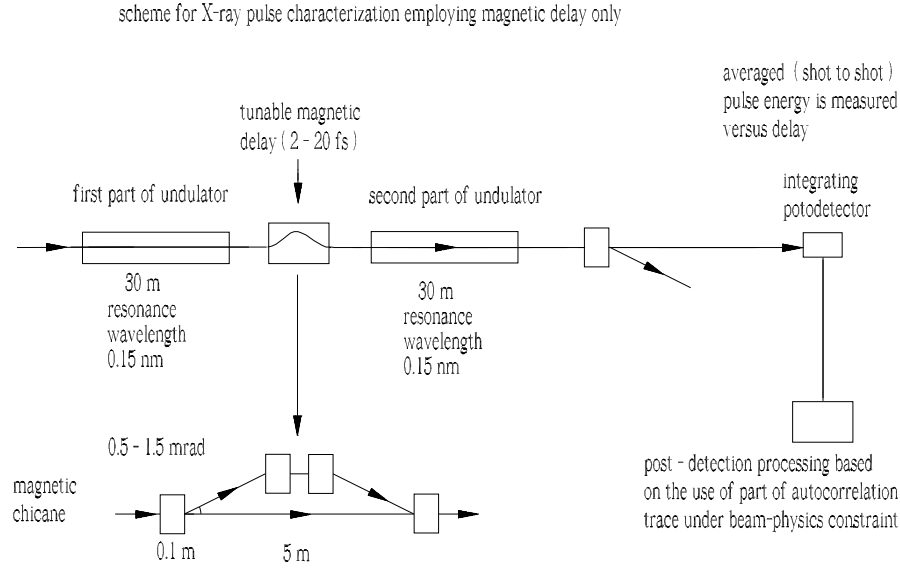 scheme for X-ray pulse characterization employing magnetic delay only
averaged ( shot to shot )
pulse energy is measured
versus delay
tunable magnetic
delay ( 2 - 20 fs )
first part of undulator
second part of undulator
integrating
potodetector
30 m
resonance
wavelength
0.15 nm
30 m
resonance
wavelength
0.15 nm
0.5 - 1.5 mrad
magnetic
chicane
0.1 m
5 m
post - detection processing based
on the use of part of autocorrelation
trace under beam-physics constraint